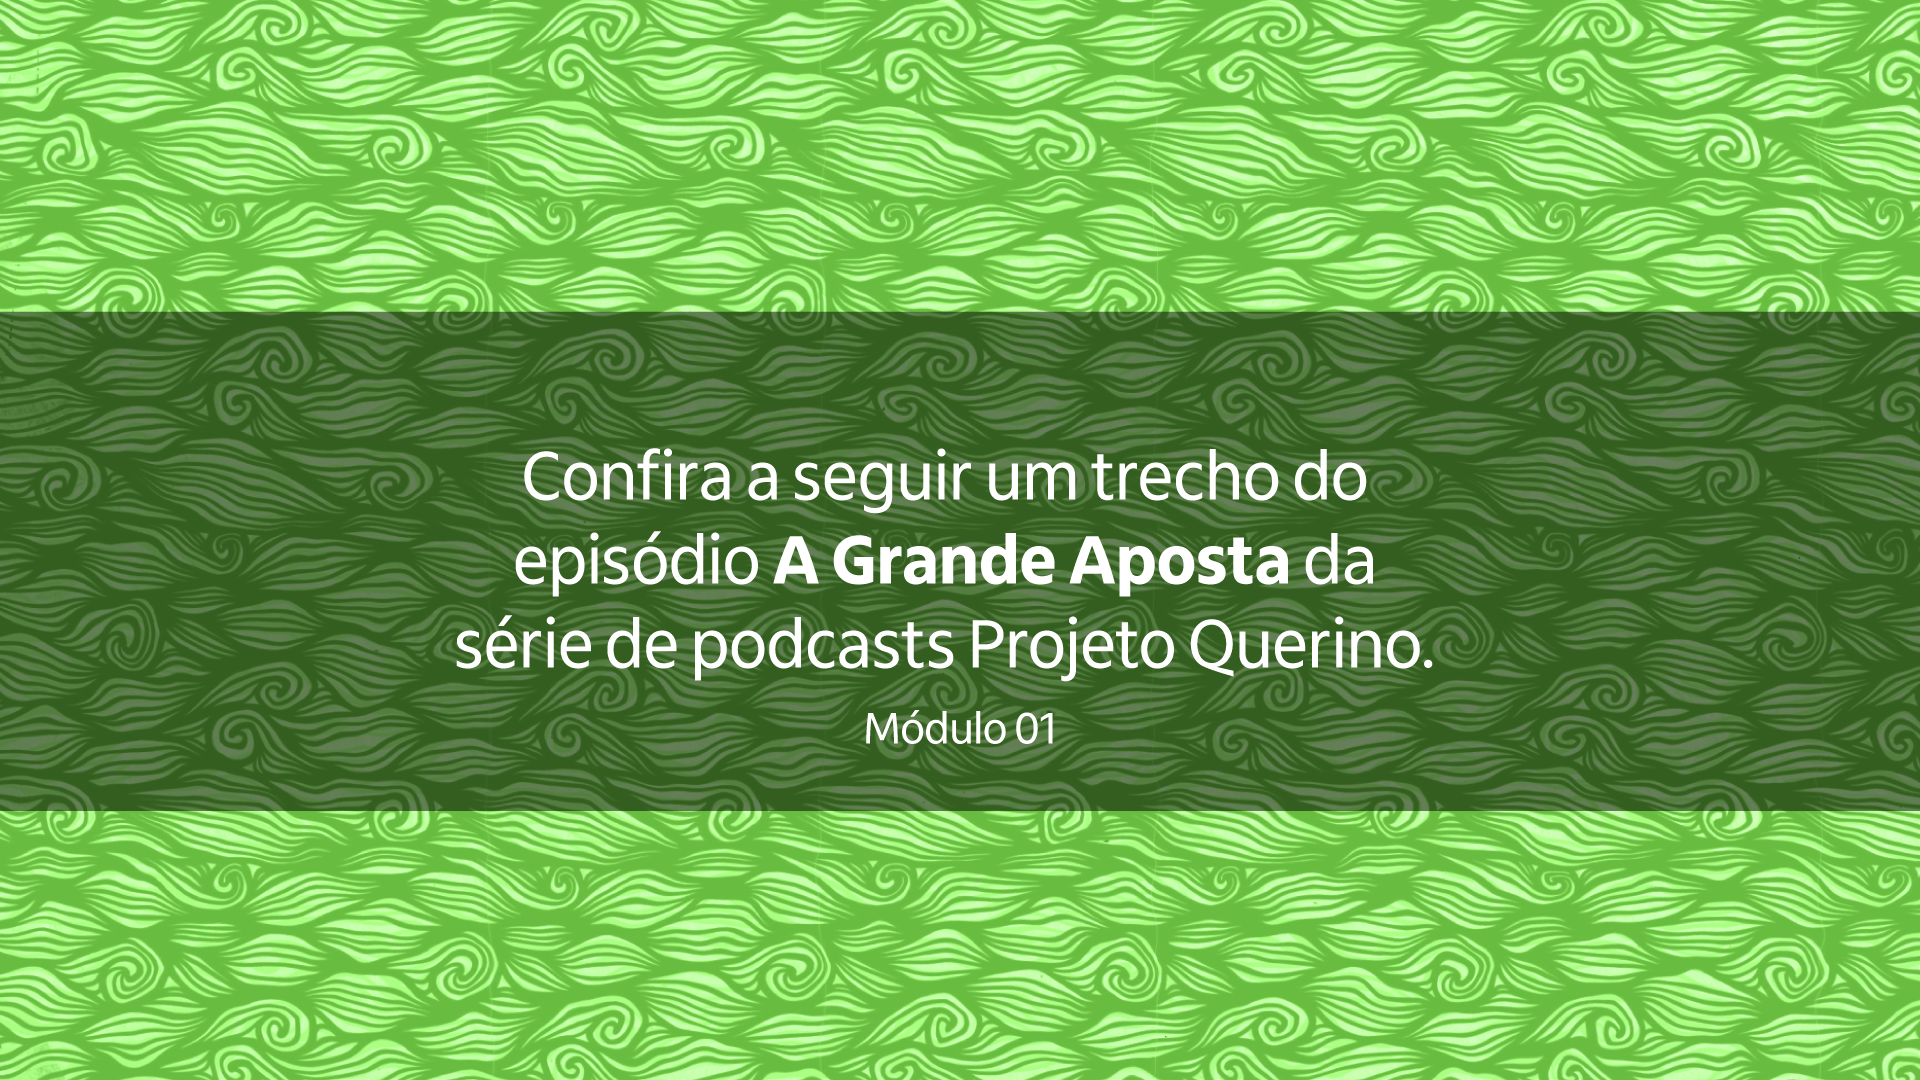 Confira a seguir um trecho do
episódio A Grande Aposta da
série de podcasts Projeto Querino.
Módulo 01